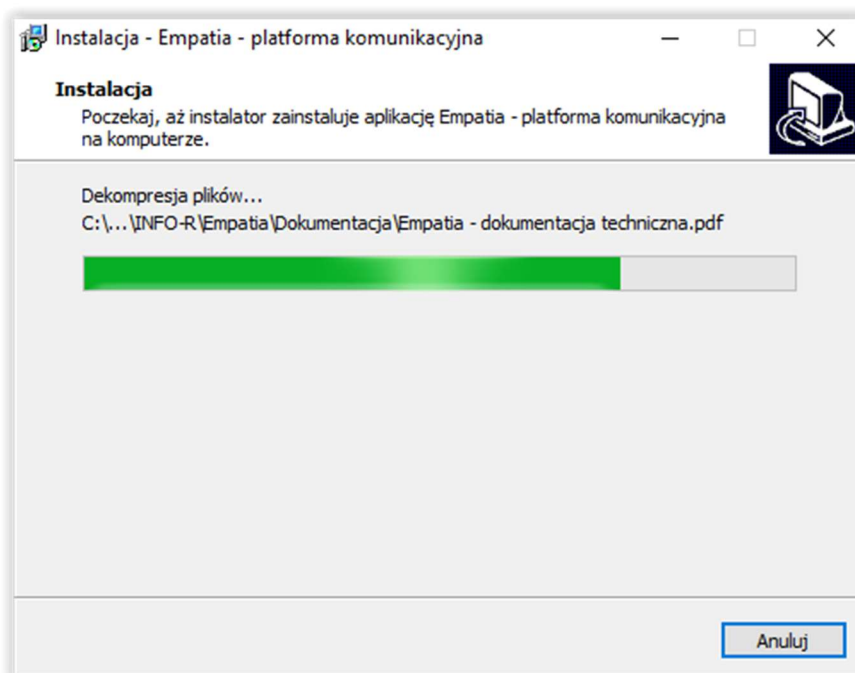 Instalacja - Empatia - platforma komunikacyjna
Instalacja
Poczekaj, aż instalator zainstaluje aplikację Empatia - platforma komunikacyjna
na komputerze.
Dekompresja plików...
C:\...\INFO-R\Empatia\Dokumentacja\Empatia - dokumentacja techniczna.pdf
Anuluj